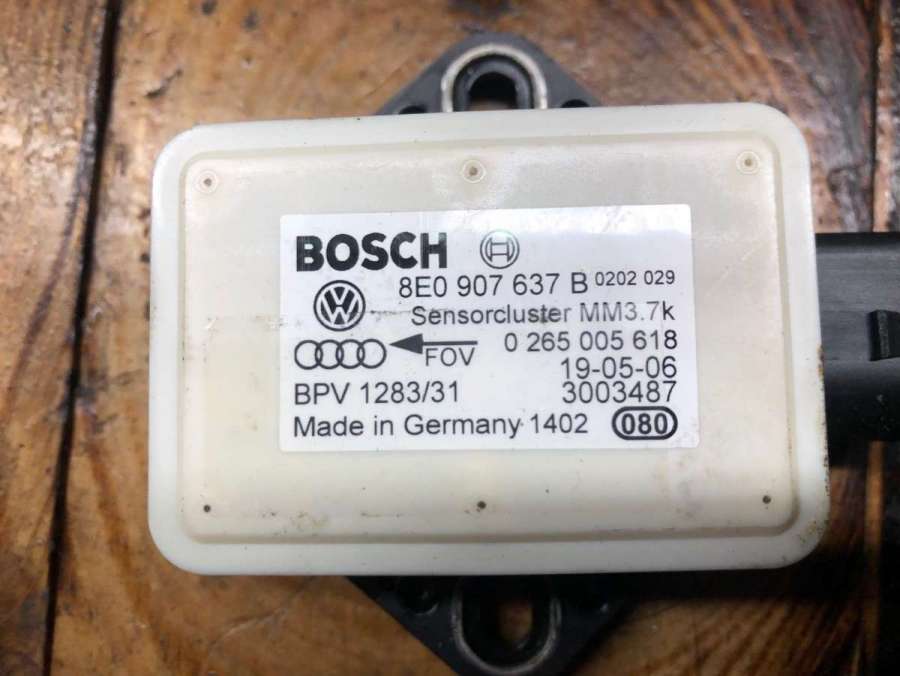 BOSCH
8E0 907 637 B 0202 029
Sensorcluster MM3.7k
0 265 005 618
FOV
19-05-06
BPV 1283/31 3003487
Made in Germany 1402 080